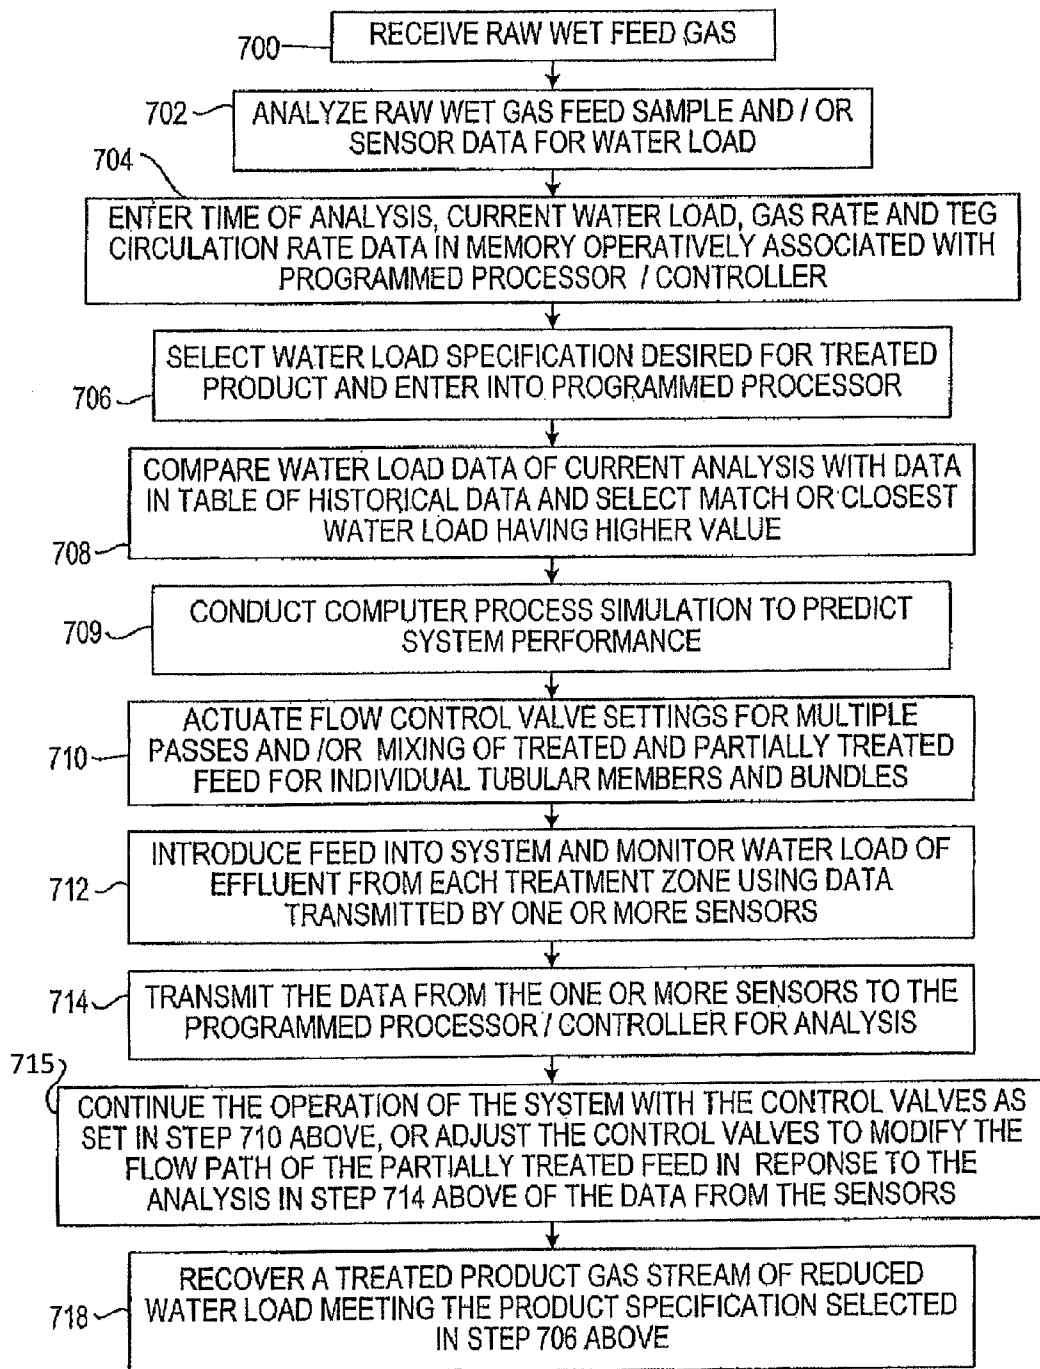 700
RECEIVE RAW WET FEED GAS
702
ANALYZE RAW WET GAS FEED SAMPLE AND / OR
SENSOR DATA FOR WATER LOAD
704
ENTER TIME OF ANALYSIS, CURRENT WATER LOAD, GAS RATE AND TEG
CIRCULATION RATE DATA IN MEMORY OPERATIVELY ASSOCIATED WITH
PROGRAMMED PROCESSOR / CONTROLLER
706
SELECT WATER LOAD SPECIFICATION DESIRED FOR TREATED
PRODUCT AND ENTER INTO PROGRAMMED PROCESSOR
708
COMPARE WATER LOAD DATA OF CURRENT ANALYSIS WITH DATA
IN TABLE OF HISTORICAL DATA AND SELECT MATCH OR CLOSEST
WATER LOAD HAVING HIGHER VALUE
709
CONDUCT COMPUTER PROCESS SIMULATION TO PREDICT
SYSTEM PERFORMANCE
710
ACTUATE FLOW CONTROL VALVE SETTINGS FOR MULTIPLE
PASSES AND /OR MIXING OF TREATED AND PARTIALLY TREATED
FEED FOR INDIVIDUAL TUBULAR MEMBERS AND BUNDLES
712
INTRODUCE FEED INTO SYSTEM AND MONITOR WATER LOAD OF
EFFLUENT FROM EACH TREATMENT ZONE USING DATA
TRANSMITTED BY ONE OR MORE SENSORS
714
TRANSMIT THE DATA FROM THE ONE OR MORE SENSORS TO THE
PROGRAMMED PROCESSOR / CONTROLLER FOR ANALYSIS
715
CONTINUE THE OPERATION OF THE SYSTEM WITH THE CONTROL VALVES AS
SET IN STEP 710 ABOVE, OR ADJUST THE CONTROL VALVES TO MODIFY THE
FLOW PATH OF THE PARTIALLY TREATED FEED IN REPONSE TO THE
ANALYSIS IN STEP 714 ABOVE OF THE DATA FROM THE SENSORS
718
RECOVER A TREATED PRODUCT GAS STREAM OF REDUCED
WATER LOAD MEETING THE PRODUCT SPECIFICATION SELECTED
IN STEP 706 ABOVE